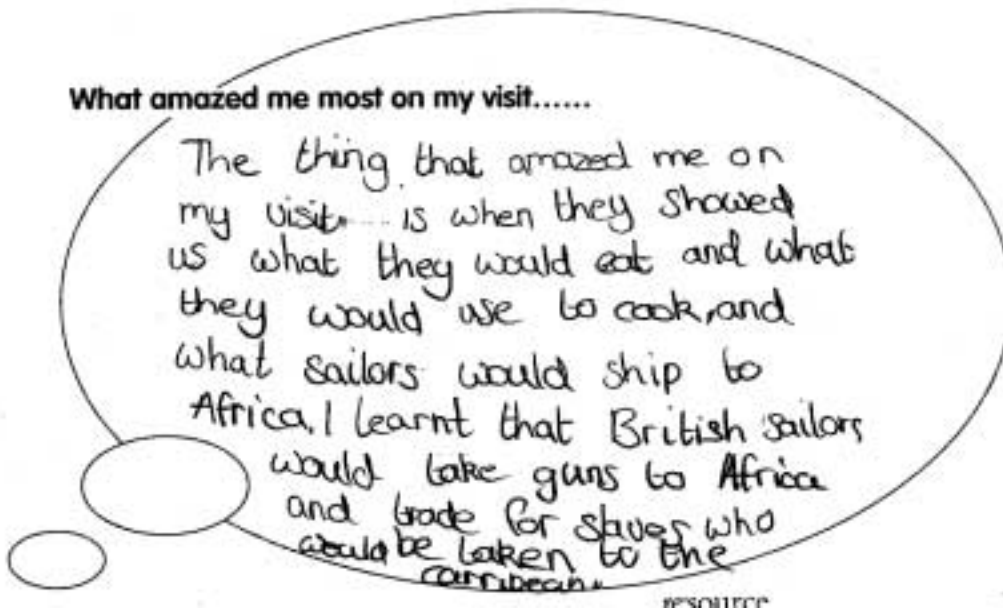 What amazed me most on my visit......
The thing that amazed me on
my visit is when they showed
us what they would eat and what
they would use to cook, and
what sailors would ship to
Africa. I learnt that British sailors
would take guns to Africa
and trade for slaves who
would be taken to the
carribean.
resource